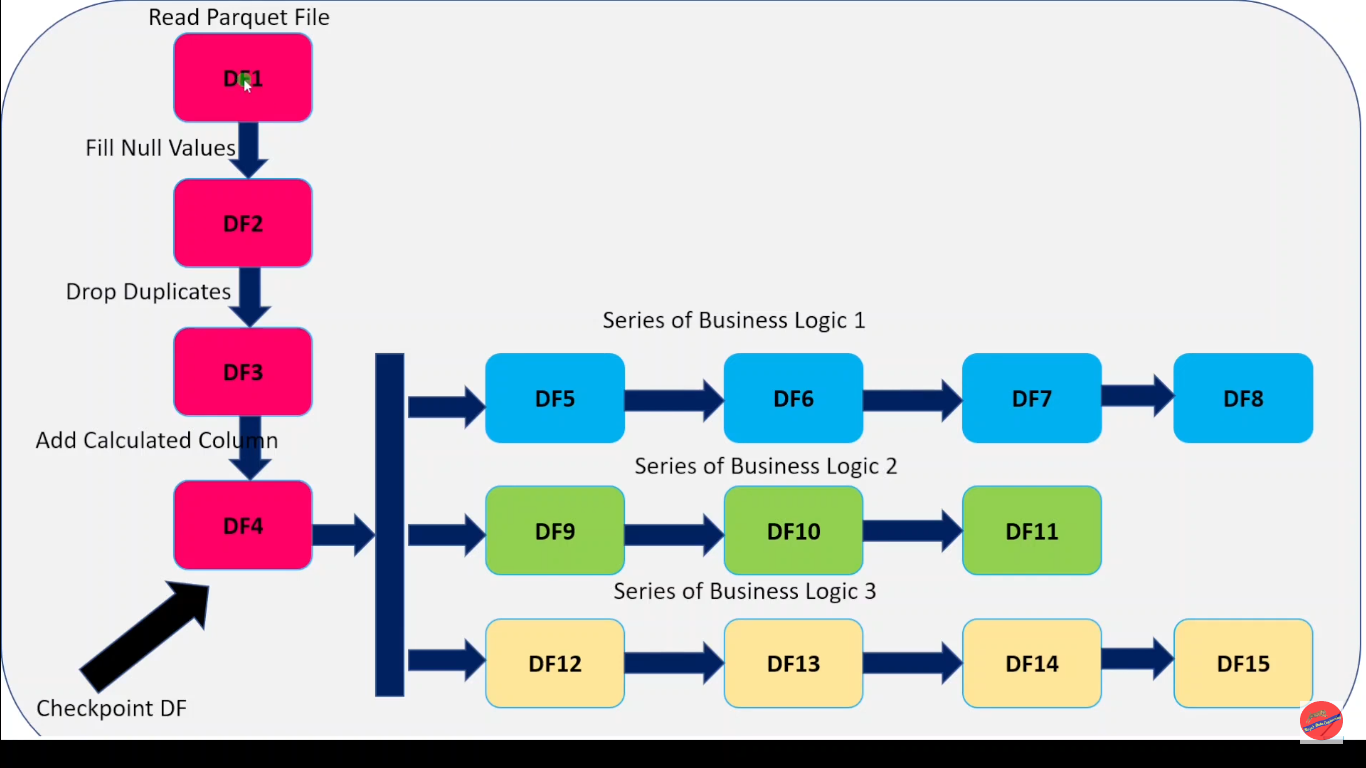 Read Parquet File
DF1
Fill Null Values
DF2
Drop Duplicates
DF3
Add Calculated Column
DF4
Checkpoint DF
Series of Business Logic 1
DF5
DF6
DF7
DF8
Series of Business Logic 2
DF9
DF10
DF11
Series of Business Logic 3
DF12
DF13
DF14
DF15